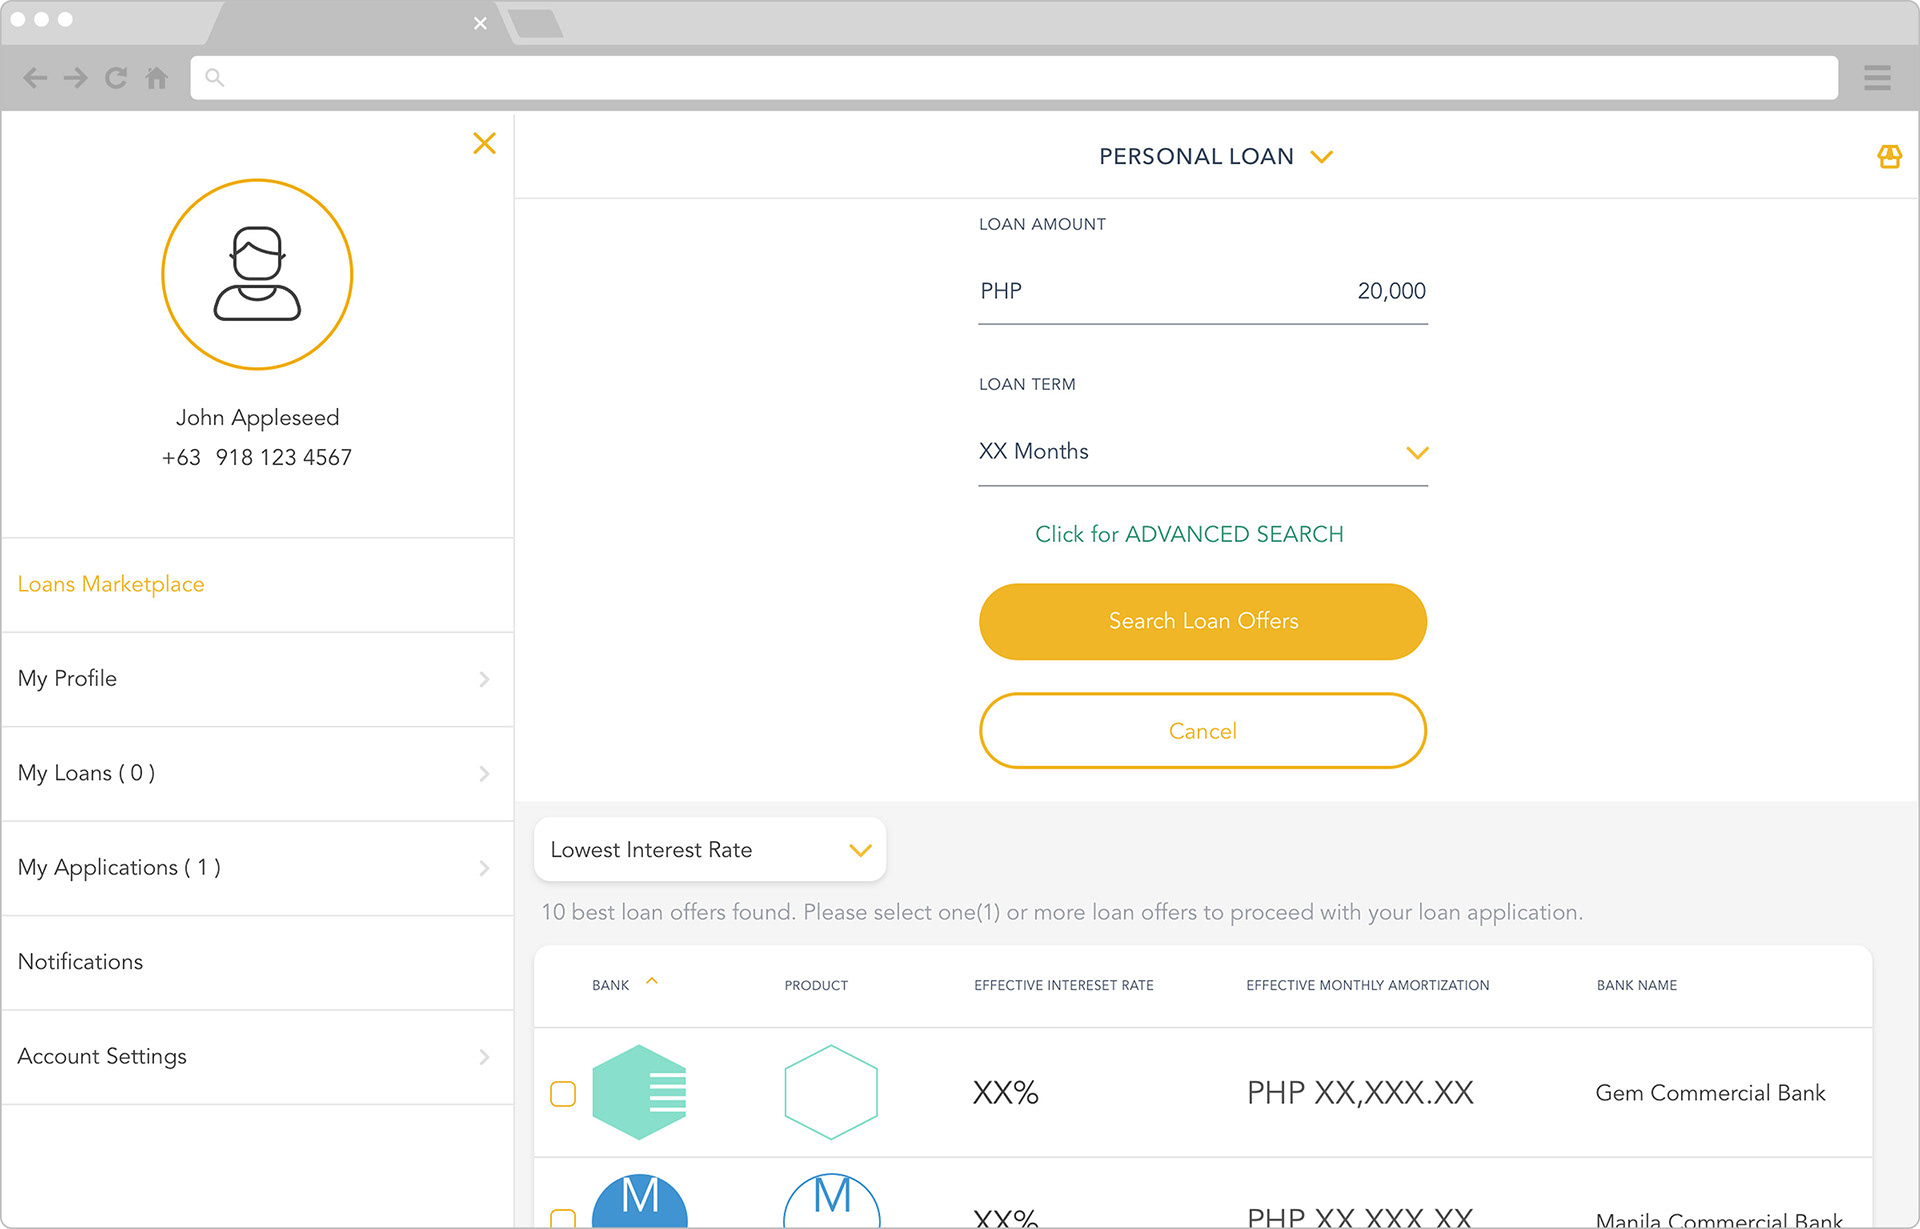 PERSONAL LOAN
John Appleseed
+63 918 123 4567
Loans Marketplace
My Profile
My Loans ( 0 )
My Applications ( 1 )
Notifications
Account Settings
LOAN AMOUNT
PHP 20,000
LOAN TERM
XX Months
Click for ADVANCED SEARCH
Search Loan Offers
Cancel
Lowest Interest Rate
10 best loan offers found. Please select one(1) or more loan offers to proceed with your loan application.
BANK PRODUCT EFFECTIVE INTERESET RATE EFFECTIVE MONTHLY AMORTIZATION BANK NAME
XX% PHP XX,XXX.XX Gem Commercial Bank
M M XX% PHP XX,XXX.XX Manila Commercial Bank